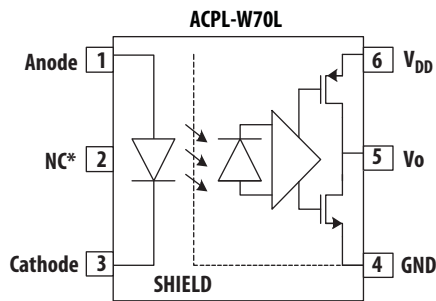 ACPL-W70L
Anode 1
6 VDD
NC* 2
5 Vo
Cathode 3
4 GND
SHIELD